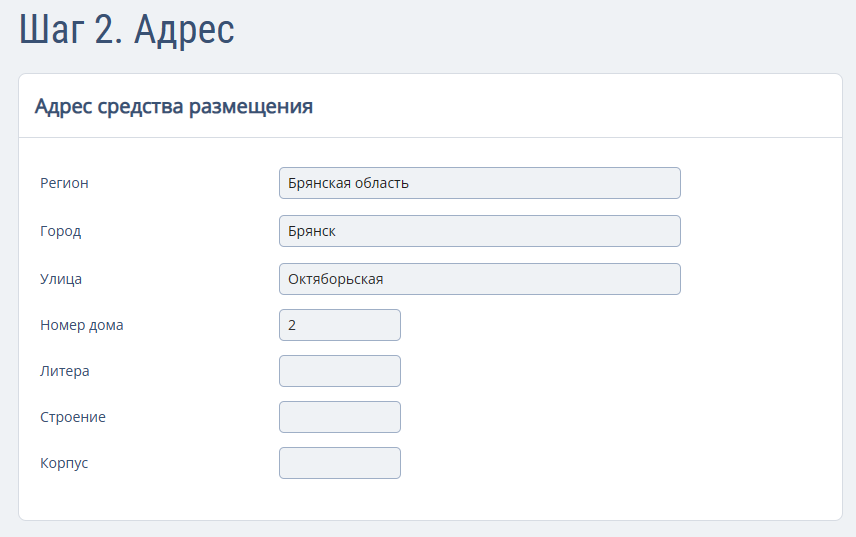 Шаг 2. Адрес
Адрес средства размещения
Регион Брянская область
Город Брянск
Улица Октяборьская
Номер дома 2
Литера
Строение
Корпус